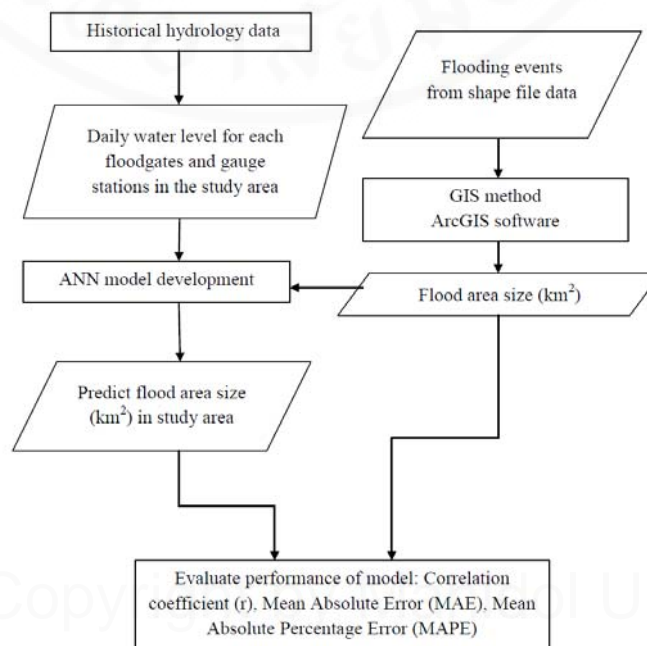 Historical hydrology data
Flooding events
from shape file data
Daily water level for each
floodgates and gauge
stations in the study area
GIS method
ArcGIS software
ANN model development
Flood area size (km²)
Predict flood area size
(km²) in study area
Evaluate performance of model: Correlation
coefficient (r), Mean Absolute Error (MAE), Mean
Absolute Percentage Error (MAPE)